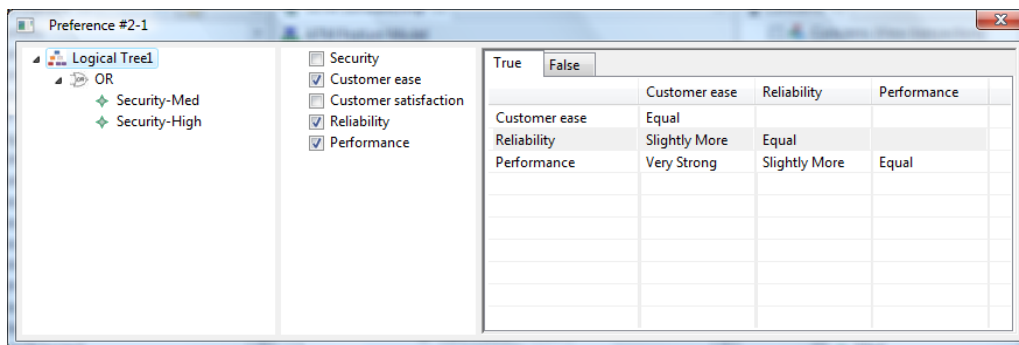 Preference #2-1
Logical Tree1
OR
Security-Med
Security-High
Security
Customer ease
Customer satisfaction
Reliability
Performance
True False
Customer ease Reliability Performance
Customer ease Equal
Reliability Slightly More Equal
Performance Very Strong Slightly More Equal